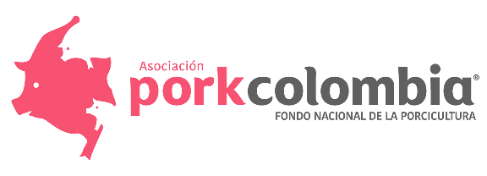 Asociación
porkcolombia®
FONDO NACIONAL DE LA PORCICULTURA